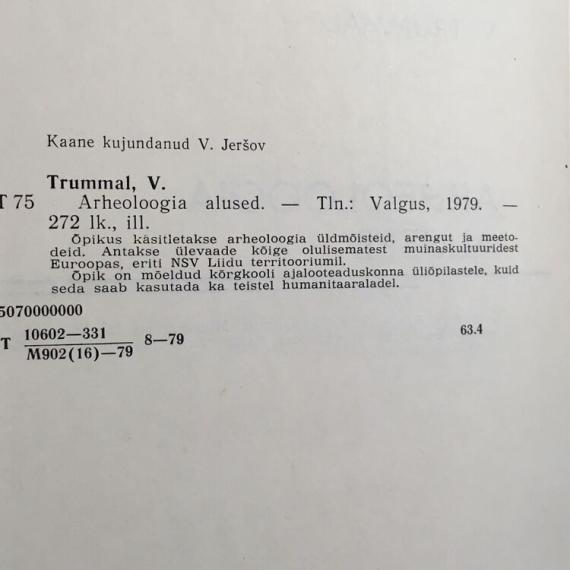 Kaane kujundanud V. Jeršov
Trummal, V.
T 75 Arheoloogia alused. — Tln.: Valgus, 1979. —
272 lk., ill.
Õpikus käsitletakse arheoloogia üldmõisteid, arengut ja meeto-
deid. Antakse ülevaade kõige olulisematest muinaskultuuridest
Euroopas, eriti NSV Liidu territooriumil.
Õpik on mõeldud kõrgkooli ajalooteaduskonna üliõpilastele, kuid
seda saab kasutada ka teistel humanitaaraladel.
5070000000
T 10602—331 8—79 63.4
M902(16)—79